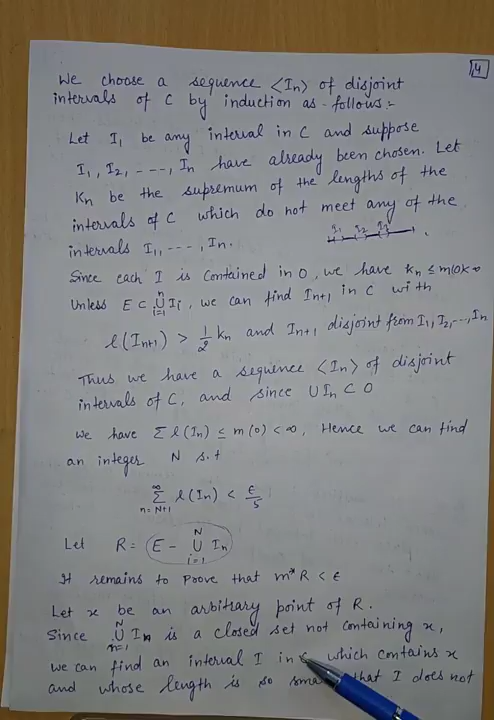 4
We choose a sequence <In> of disjoint
intervals of C by induction as follows:-
Let I₁ be any interval in C and suppose
I₁, I₂, ---, In have already been chosen. Let
Kn be the supremum of the lengths of the
intervals of C which do not meet any of the
intervals I₁, ---, In.
Since each I is contained in O, we have kn ≤ m(O)<∞
Unless E ⊂ ⋃ᵢ₌₁ⁿ Iᵢ, we can find In+1 in C with
l(In+1) > 1/2 kn and In+1 disjoint from I₁, I₂, --, In
Thus we have a sequence <In> of disjoint
intervals of C, and since ∪In ⊂ O
we have Σ l(In) ≤ m(O) < ∞, Hence we can find
an integer N s.t
∞ Σ n=N+1 l(In) < ε/5
Let R = E - N ∪ i=1 In
It remains to prove that m* R < ε
Let x be an arbitrary point of R.
Since N ∪ n=1 In is a closed set not containing x,
we can find an interval I in which contains x
and whose length is so that I does not